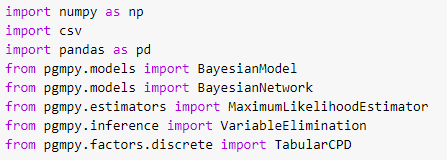 import numpy as np
import csv
import pandas as pd
from pgmpy.models import BayesianModel
from pgmpy.models import BayesianNetwork
from pgmpy.estimators import MaximumLikelihoodEstimator
from pgmpy.inference import VariableElimination
from pgmpy.factors.discrete import TabularCPD